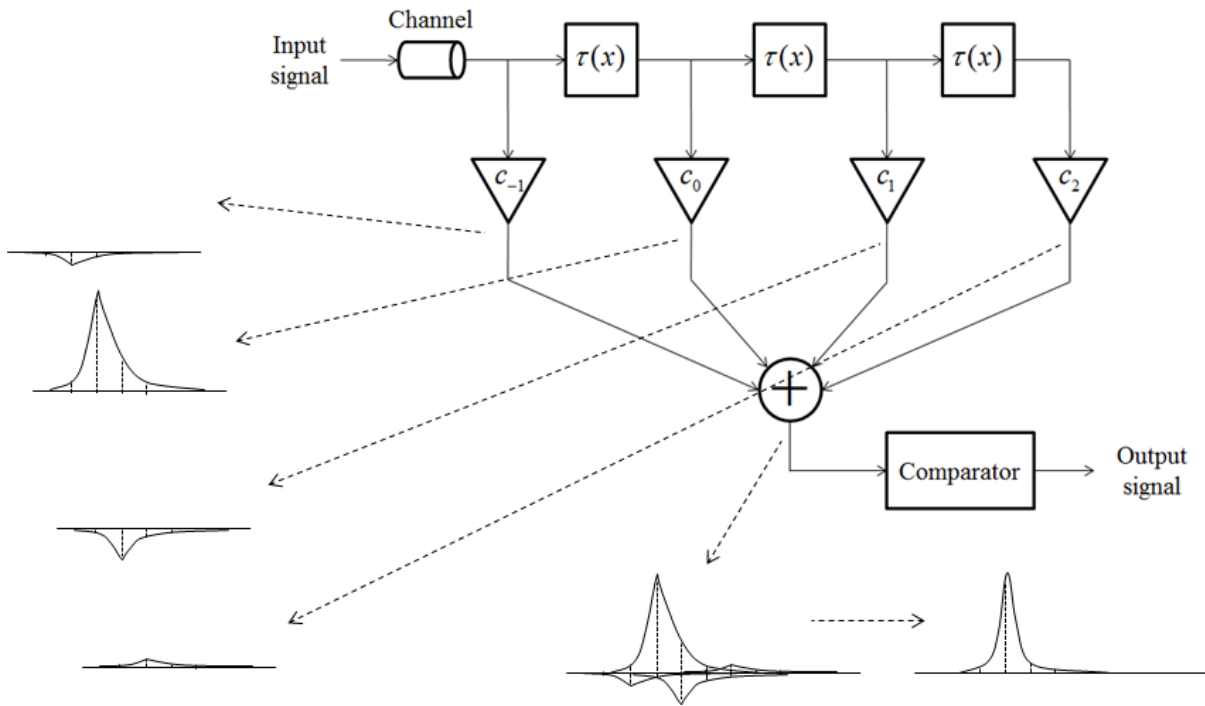 Channel
Input
signal
τ(x)
τ(x)
τ(x)
c₋₁
c₀
c₁
c₂
+
Comparator
Output
signal